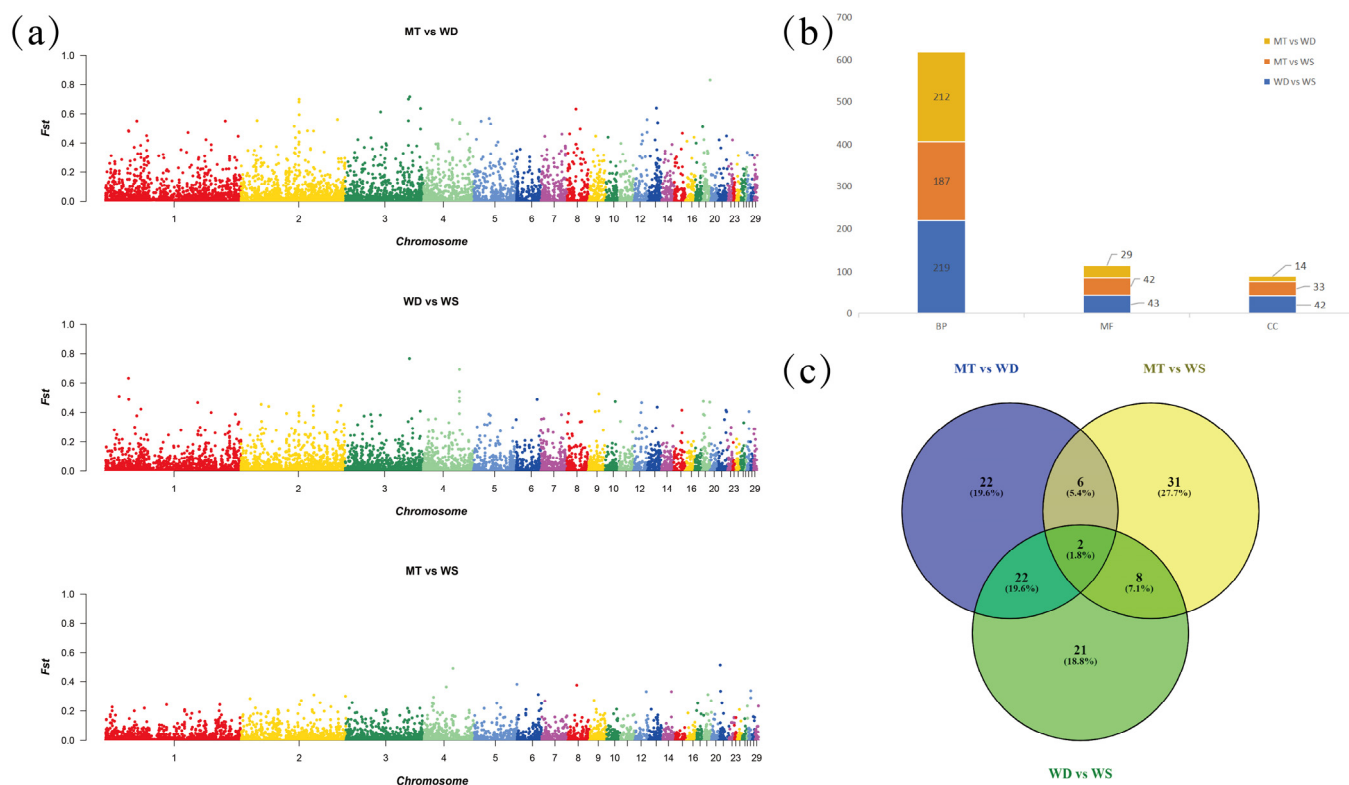 (a)
MT vs WD
1.0
0.8
0.6
0.4
0.2
0.0
Fst
1 2 3 4 5 6 7 8 9 10 12 14 16 20 23 29
Chromosome
WD vs WS
1.0
0.8
0.6
0.4
0.2
0.0
Fst
1 2 3 4 5 6 7 8 9 10 12 14 16 20 23 29
Chromosome
MT vs WS
1.0
0.8
0.6
0.4
0.2
0.0
Fst
1 2 3 4 5 6 7 8 9 10 12 14 16 20 23 29
Chromosome
(b)
700
600
500
400
300
200
100
0
212
187
219
29
42
43
14
33
42
BP MF CC
MT vs WD
MT vs WS
WD vs WS
(c)
MT vs WD
MT vs WS
22
(19.6%)
6
(5.4%)
31
(27.7%)
2
(1.8%)
22
(19.6%)
8
(7.1%)
21
(18.8%)
WD vs WS